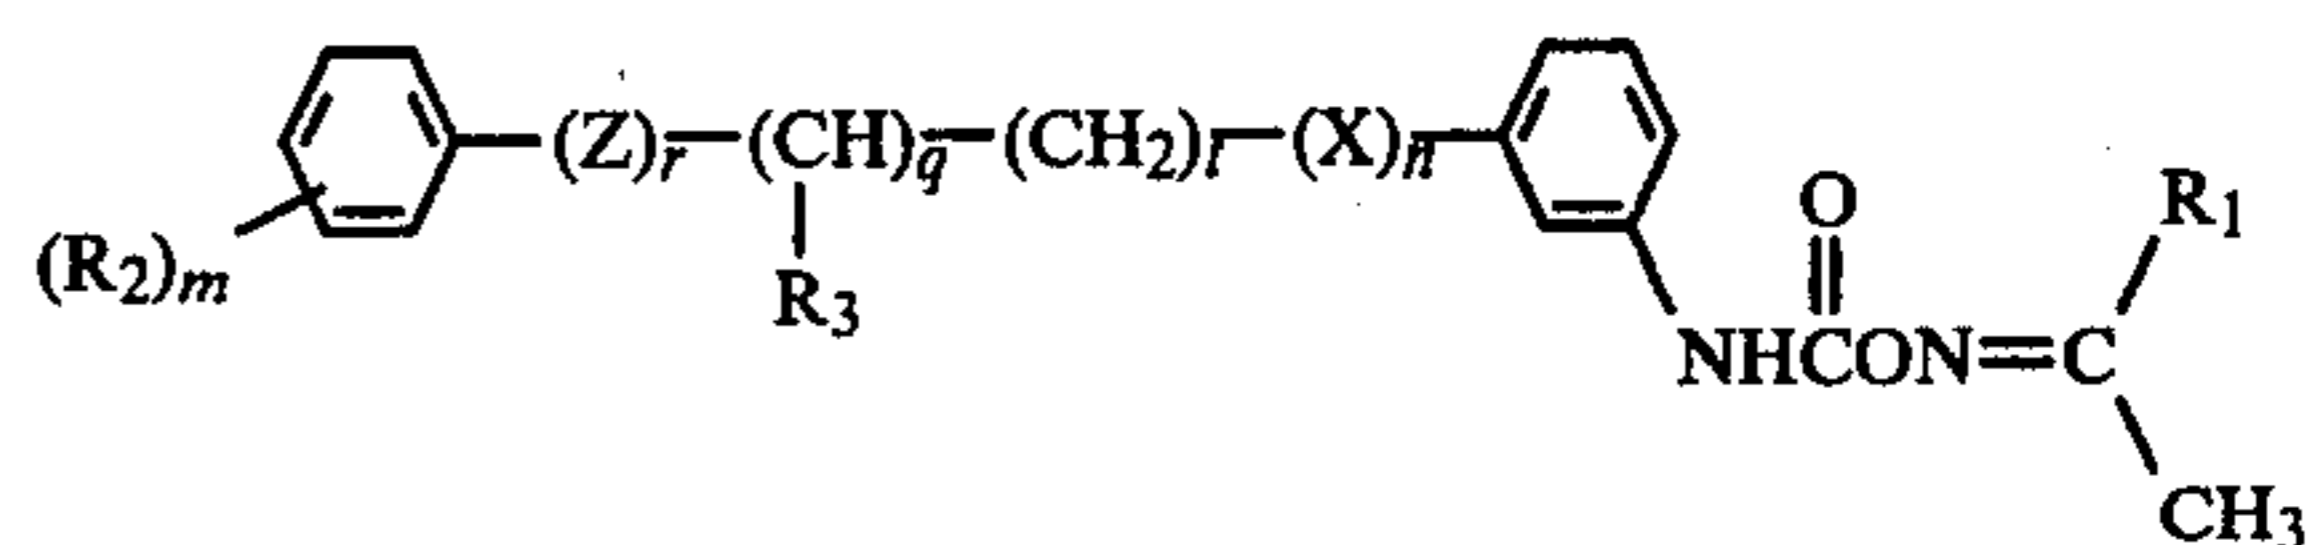 (Z)r—(CH)q—(CH2)l—(X)n
O
R1
(R2)m
R3
NHCON=C
CH3